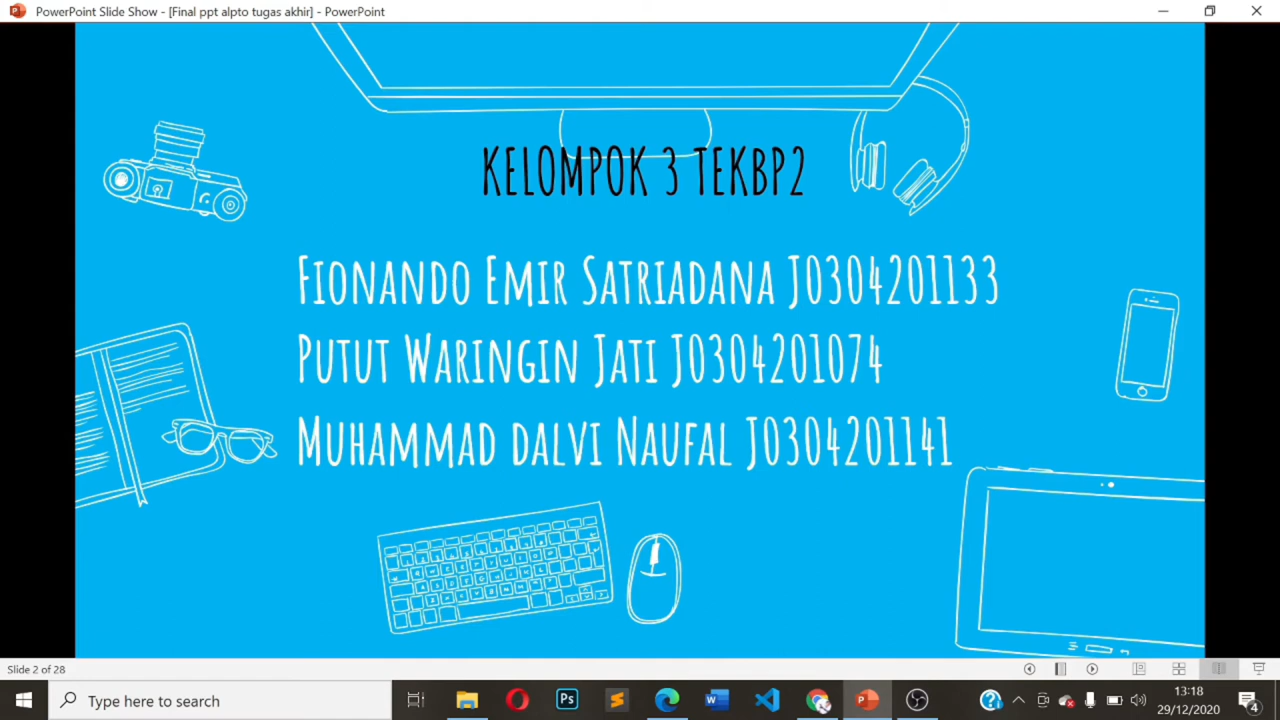 PowerPoint Slide Show - [Final ppt alpto tugas akhir] - PowerPoint
KELOMPOK 3 TEKBP2
Fionando Emir Satriadana J0304201133
Putut Waringin Jati J0304201074
Muhammad dalvi Naufal J0304201141
Slide 2 of 28
Type here to search
13:18
29/12/2020
4